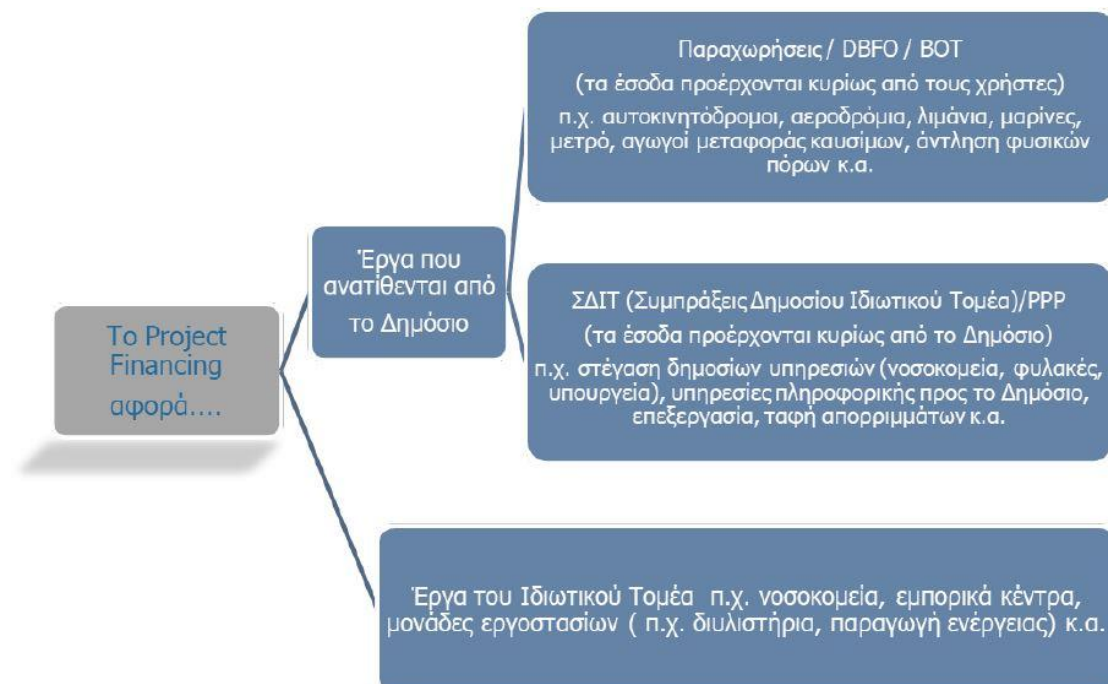 Το Project
Financing
αφορά....
Έργα που
ανατίθενται από
το Δημόσιο
Παραχωρήσεις / DBFO / BOT
(τα έσοδα προέρχονται κυρίως από τους χρήστες)
π.χ. αυτοκινητόδρομοι, αεροδρόμια, λιμάνια, μαρίνες,
μετρό, αγωγοί μεταφοράς καυσίμων, άντληση φυσικών
πόρων κ.α.
ΣΔΙΤ (Συμπράξεις Δημοσίου Ιδιωτικού Τομέα)/PPP
(τα έσοδα προέρχονται κυρίως από το Δημόσιο)
π.χ. στέγαση δημοσίων υπηρεσιών (νοσοκομεία, φυλακές,
υπουργεία), υπηρεσίες πληροφορικής προς το Δημόσιο,
επεξεργασία, ταφή απορριμμάτων κ.α.
Έργα του Ιδιωτικού Τομέα π.χ. νοσοκομεία, εμπορικά κέντρα,
μονάδες εργοστασίων ( π.χ. διυλιστήρια, παραγωγή ενέργειας) κ.α.